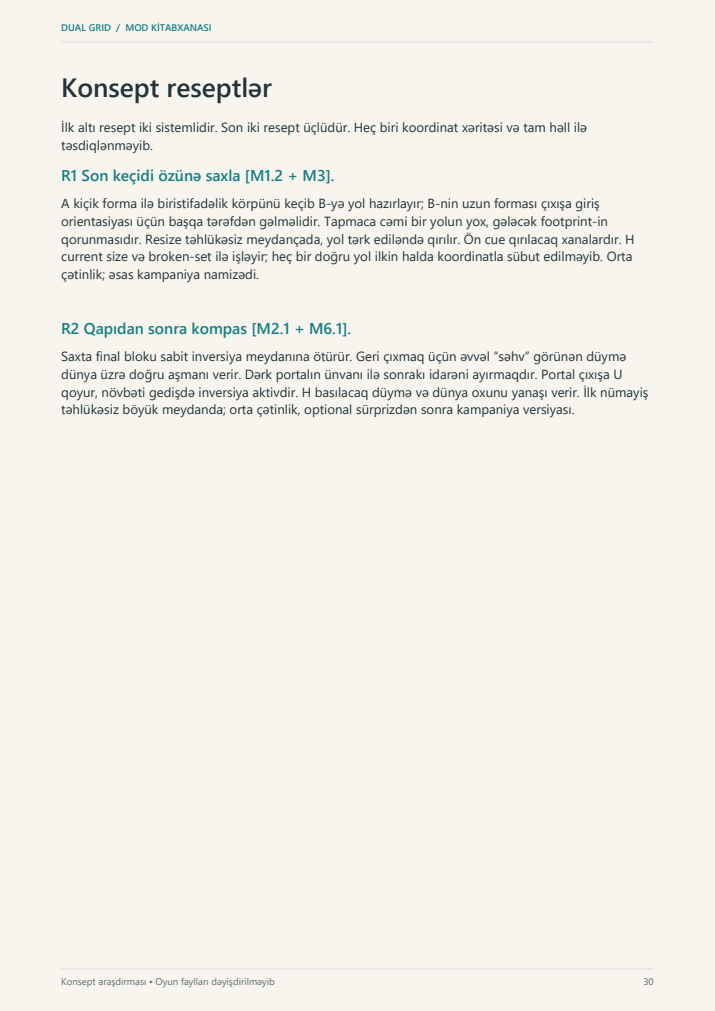 DUAL GRID / MOD KİTABXANASI
Konsept reseptlər
İlk altı resept iki sistemlidir. Son iki resept üçlüdür. Heç biri koordinat xəritəsi və tam həll ilə
təsdiqlənməyib.
R1 Son keçidi özünə saxla [M1.2 + M3].
A kiçik forma ilə biristifadəlik körpünü keçib B-yə yol hazırlayır; B-nin uzun forması çıxışa giriş
orientasiyası üçün başqa tərəfdən gəlməlidir. Tapmaca cəmi bir yolun yox, gələcək footprint-in
qorunmasıdır. Resize təhlükəsiz meydançada, yol tərk ediləndə qırılır. Ön cue qırılacaq xanalardır. H
current size və broken-set ilə işləyir; heç bir doğru yol ilkin halda koordinatla sübut edilməyib. Orta
çətinlik; əsas kampaniya namizədi.
R2 Qapıdan sonra kompas [M2.1 + M6.1].
Saxta final bloku sabit inversiya meydanına ötürür. Geri çıxmaq üçün əvvəl “səhv” görünən düymə
dünya üzrə doğru aşmanı verir. Dərk portalın ünvanı ilə sonrakı idarəni ayırmaqdır. Portal çıxışa U
qoyur, növbəti gedişdə inversiya aktivdir. H basılacaq düymə və dünya oxunu yanaşı verir. İlk nümayiş
təhlükəsiz böyük meydanda; orta çətinlik, optional sürprizdən sonra kampaniya versiyası.
Konsept araşdırması • Oyun faylları dəyişdirilməyib
30